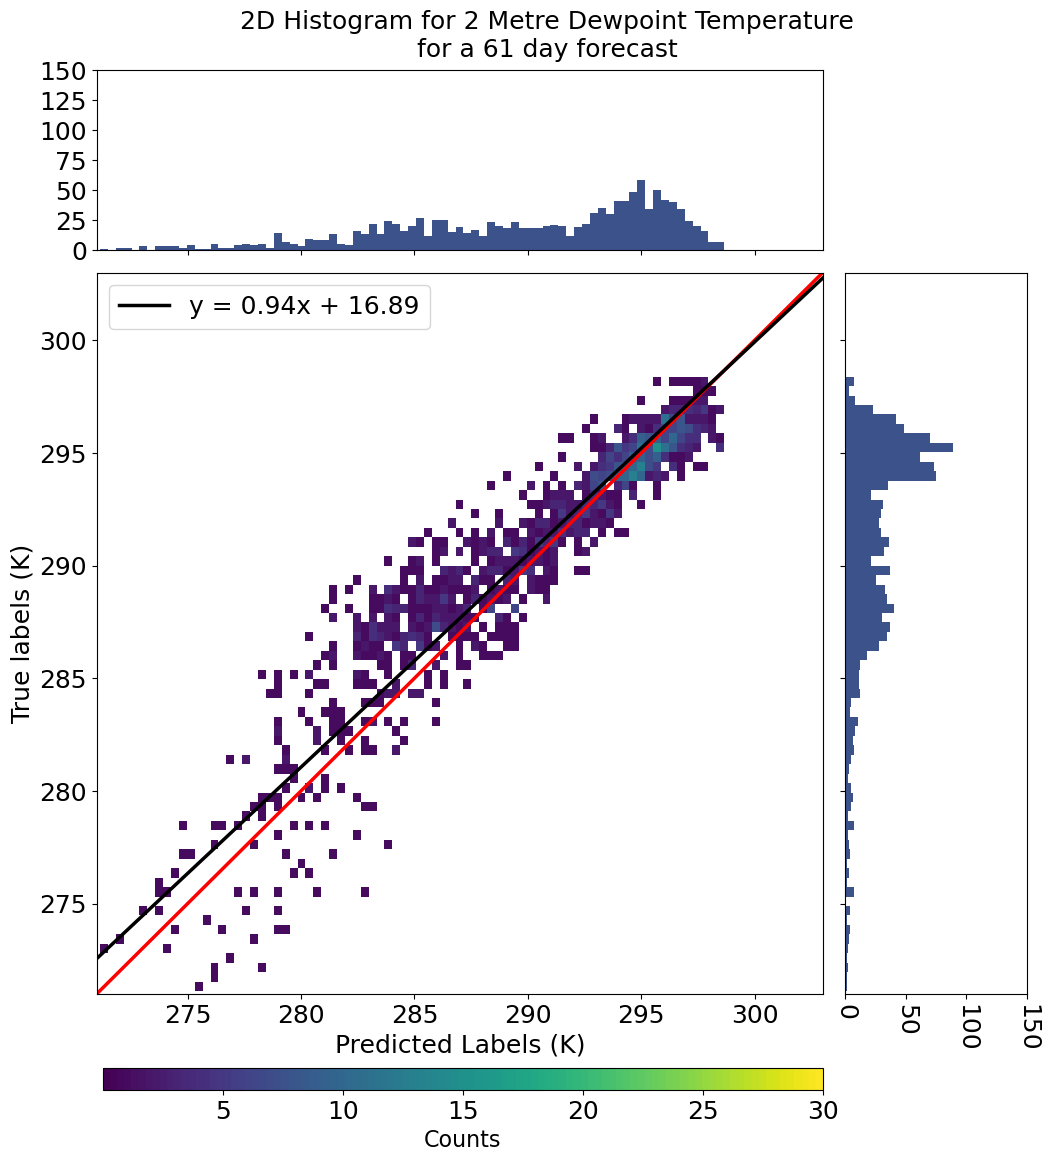 2D Histogram for 2 Metre Dewpoint Temperature
for a 61 day forecast
150
125
100
75
50
25
0
y = 0.94x + 16.89
300
295
290
285
280
275
True labels (K)
275 280 285 290 295 300
Predicted Labels (K)
0 50 100 150
5 10 15 20 25 30
Counts